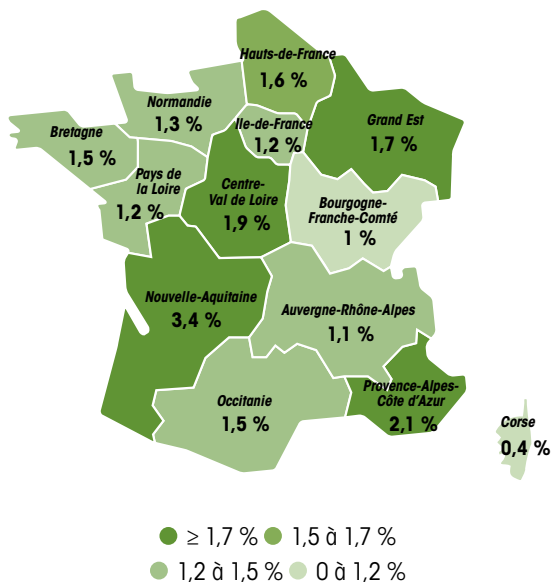 Hauts-de-France
1,6 %
Normandie
1,3 %
Ile-de-France
1,2 %
Grand Est
1,7 %
Bretagne
1,5 %
Pays de
la Loire
1,2 %
Centre-
Val de Loire
1,9 %
Bourgogne-
Franche-Comté
1 %
Nouvelle-Aquitaine
3,4 %
Auvergne-Rhône-Alpes
1,1 %
Occitanie
1,5 %
Provence-Alpes-
Côte d'Azur
2,1 %
Corse
0,4 %
≥ 1,7 % 1,5 à 1,7 %
1,2 à 1,5 % 0 à 1,2 %